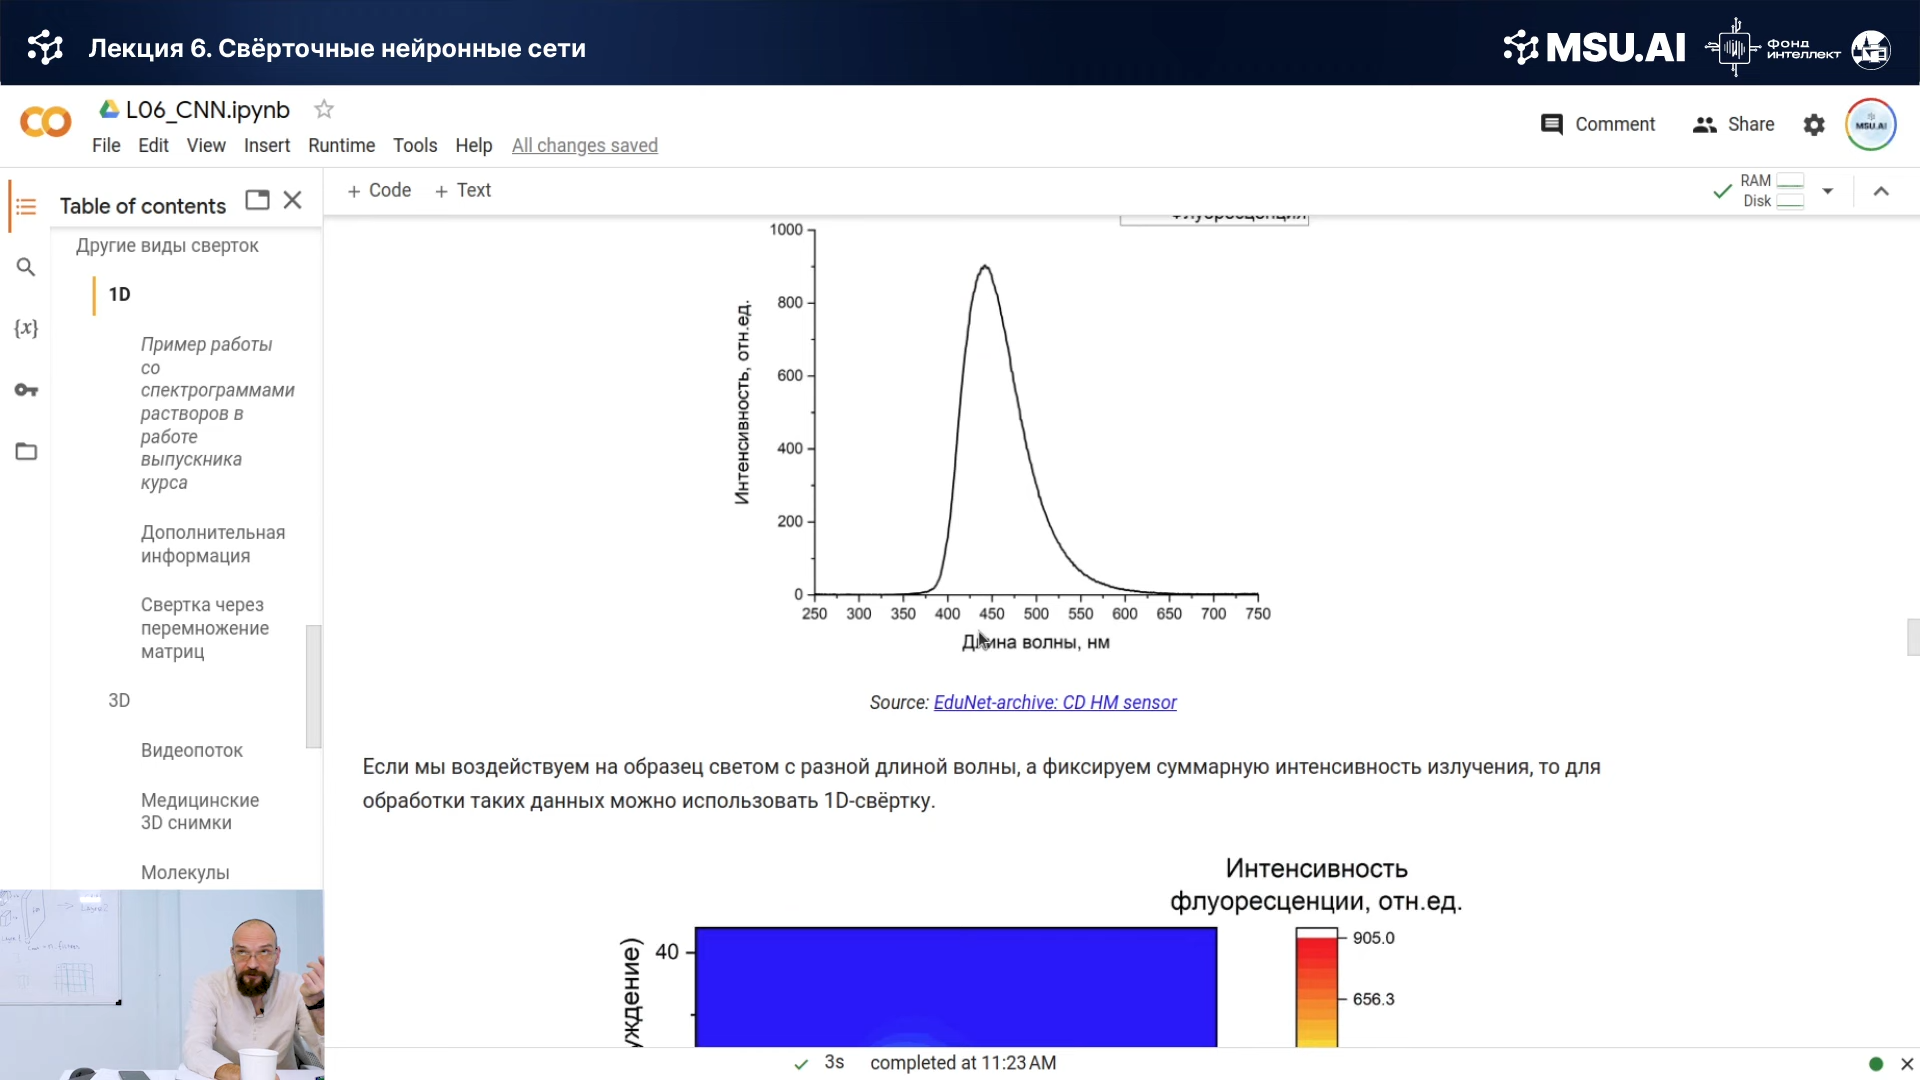 Лекция 6. Свёрточные нейронные сети
MSU.AI
ФОНД
ИНТЕЛЛЕКТ
L06_CNN.ipynb
File Edit View Insert Runtime Tools Help All changes saved
Comment
Share
MSU.AI
Table of contents
+ Code + Text
RAM
Disk
Другие виды сверток
1D
Пример работы
со
спектрограммами
растворов в
работе
выпускника
курса
Дополнительная
информация
Свертка через
перемножение
матриц
3D
Видеопоток
Медицинские
3D снимки
Молекулы
{x}
Флуоресценция
1000
800
600
400
200
0
Интенсивность, отн.ед.
250 300 350 400 450 500 550 600 650 700 750
Длина волны, нм
Source: EduNet-archive: CD HM sensor
Если мы воздействуем на образец светом с разной длиной волны, а фиксируем суммарную интенсивность излучения, то для
обработки таких данных можно использовать 1D-свёртку.
Интенсивность
флуоресценции, отн.ед.
40
уждение)
905.0
656.3
3s completed at 11:23 AM